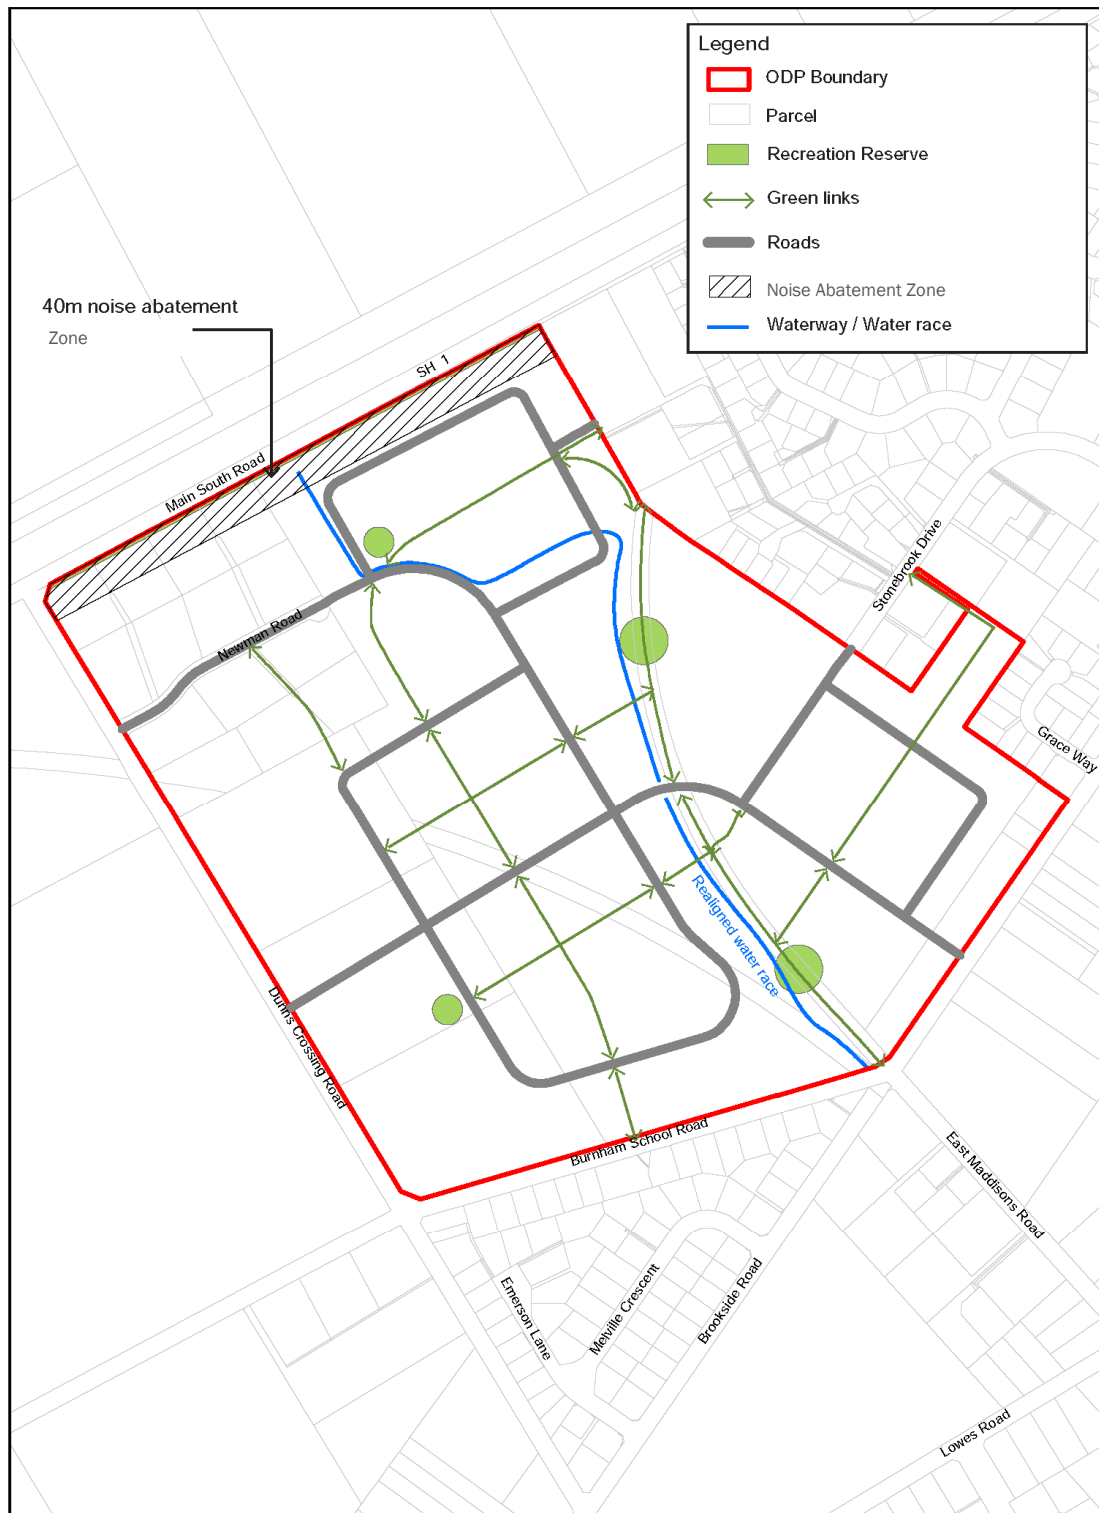 Legend
ODP Boundary
Parcel
Recreation Reserve
Green links
Roads
Noise Abatement Zone
Waterway / Water race
40m noise abatement
Zone
SH 1
Main South Road
Stonebrook Drive
Newman Road
Grace Way
Realigned water race
Dunns Crossing Road
Burnham School Road
East Maddisons Road
Emerson Lane
Melville Crescent
Brookside Road
Lowes Road